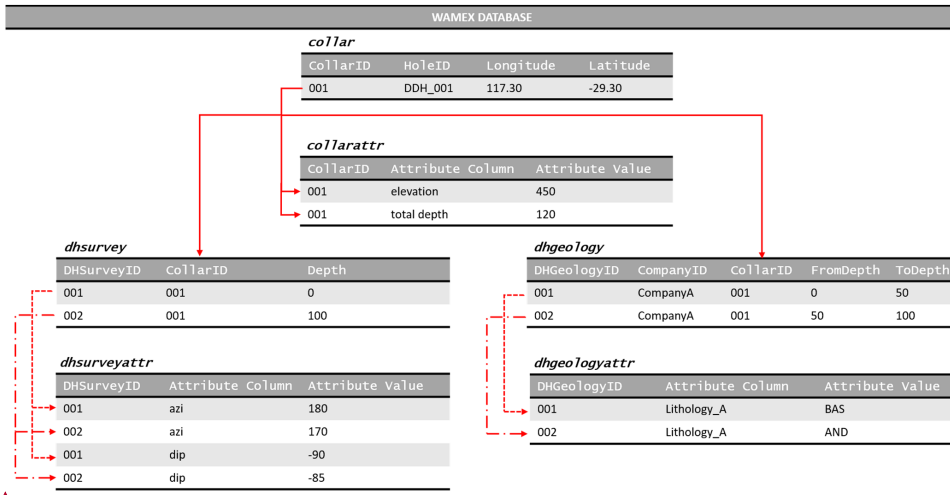 WAMEX DATABASE
collar
CollarID HoleID Longitude Latitude
001 DDH_001 117.30 -29.30
collarattr
CollarID Attribute Column Attribute Value
001 elevation 450
001 total depth 120
dhsurvey
DHSurveyID CollarID Depth
001 001 0
002 001 100
dhgeology
DHGeologyID CompanyID CollarID FromDepth ToDepth
001 CompanyA 001 0 50
002 CompanyA 001 50 100
dhsurveyattr
DHSurveyID Attribute Column Attribute Value
001 azi 180
002 azi 170
001 dip -90
002 dip -85
dhgeologyattr
DHGeologyID Attribute Column Attribute Value
001 Lithology_A BAS
002 Lithology_A AND